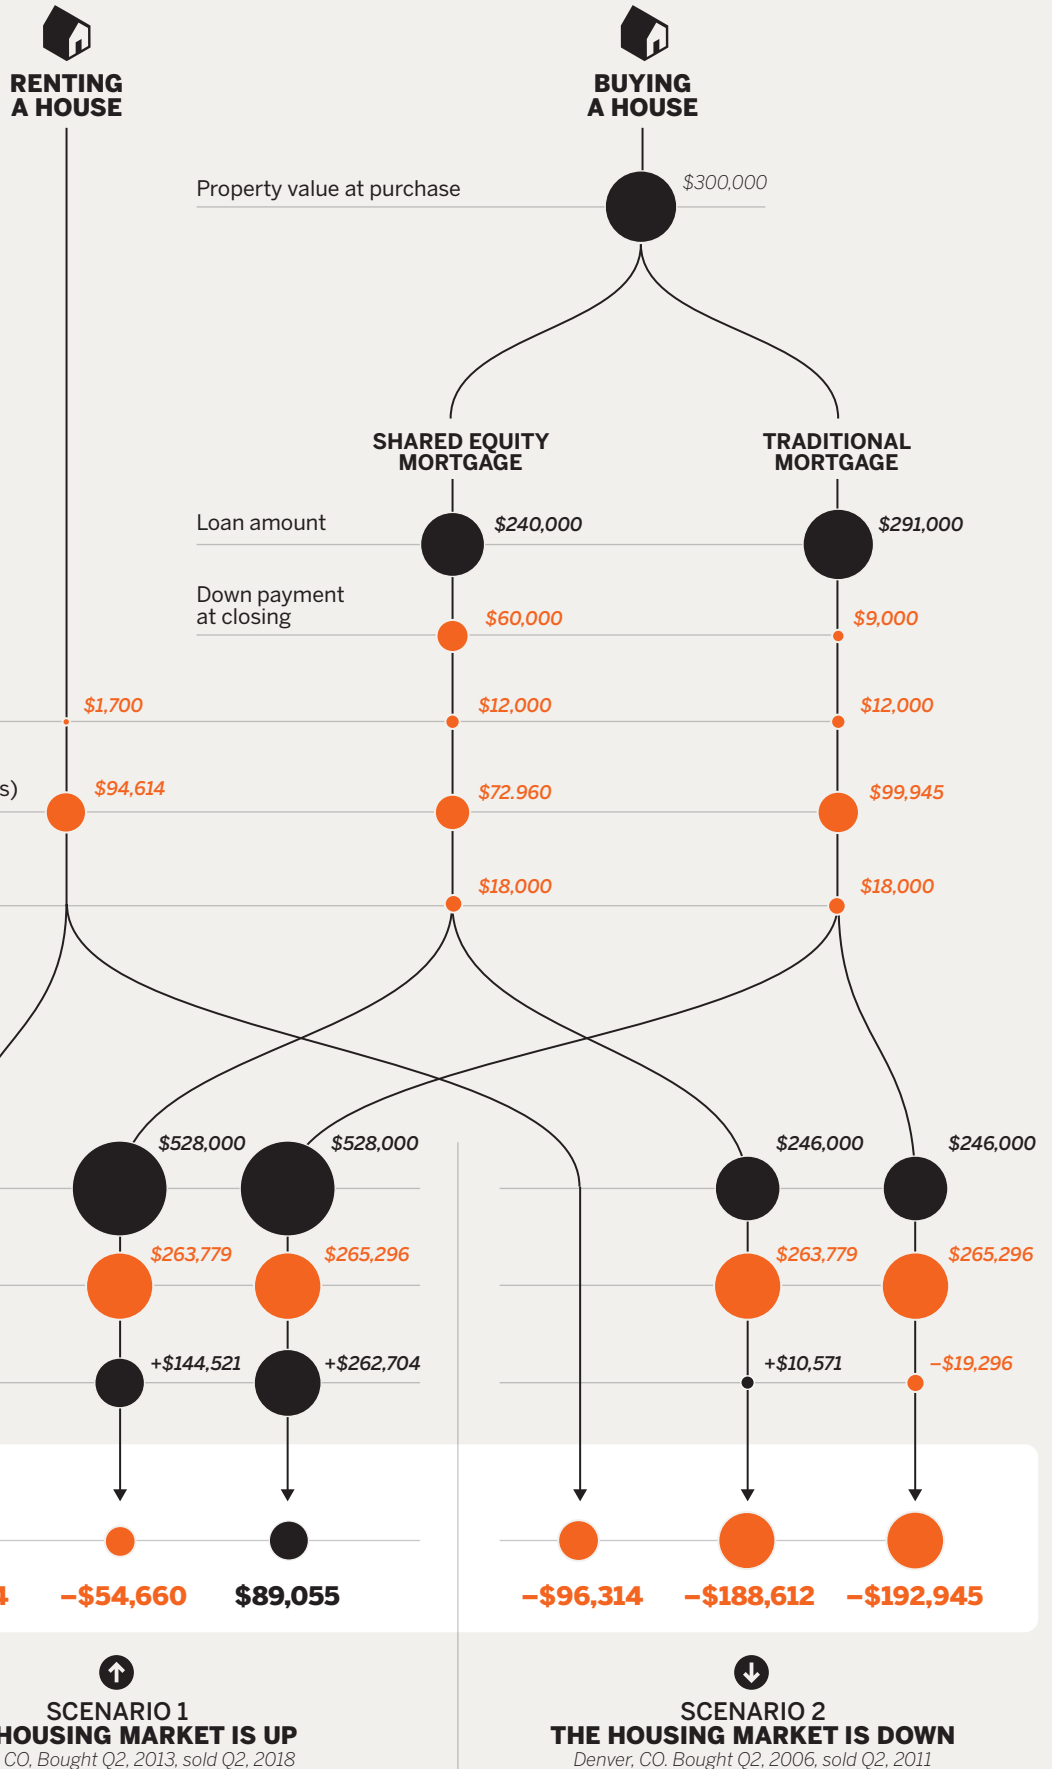 RENTING
A HOUSE
BUYING
A HOUSE
Property value at purchase
$300,000
SHARED EQUITY
MORTGAGE
TRADITIONAL
MORTGAGE
Loan amount
$240,000
$291,000
Down payment
at closing
$60,000
$9,000
$1,700
$12,000
$12,000
s)
$94,614
$72.960
$99,945
$18,000
$18,000
$528,000
$528,000
$246,000
$246,000
$263,779
$265,296
$263,779
$265,296
+$144,521
+$262,704
+$10,571
–$19,296
4
–$54,660
$89,055
–$96,314
–$188,612
–$192,945
SCENARIO 1
HOUSING MARKET IS UP
CO, Bought Q2, 2013, sold Q2, 2018
SCENARIO 2
THE HOUSING MARKET IS DOWN
Denver, CO. Bought Q2, 2006, sold Q2, 2011